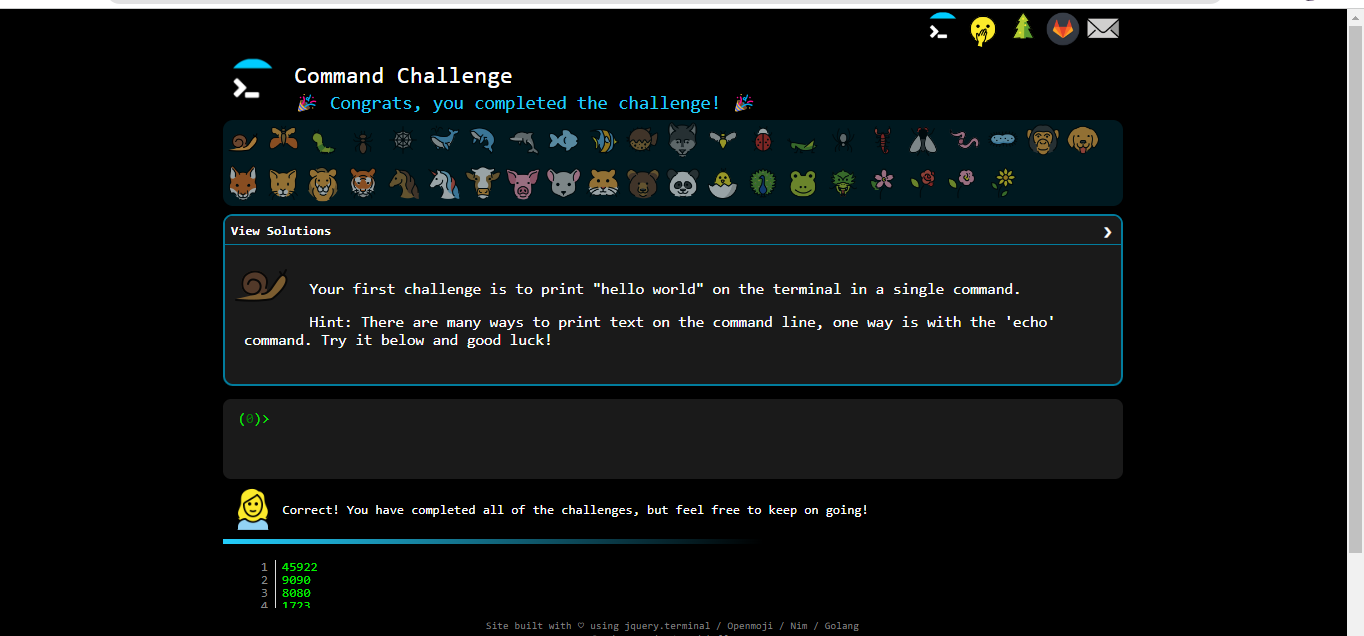 Command Challenge
Congrats, you completed the challenge!
View Solutions
Your first challenge is to print "hello world" on the terminal in a single command.
Hint: There are many ways to print text on the command line, one way is with the 'echo'
command. Try it below and good luck!
(0)>
Correct! You have completed all of the challenges, but feel free to keep on going!
1 45922
2 9090
3 8080
4 1723
Site built with ♡ using jquery.terminal / Openmoji / Nim / Golang